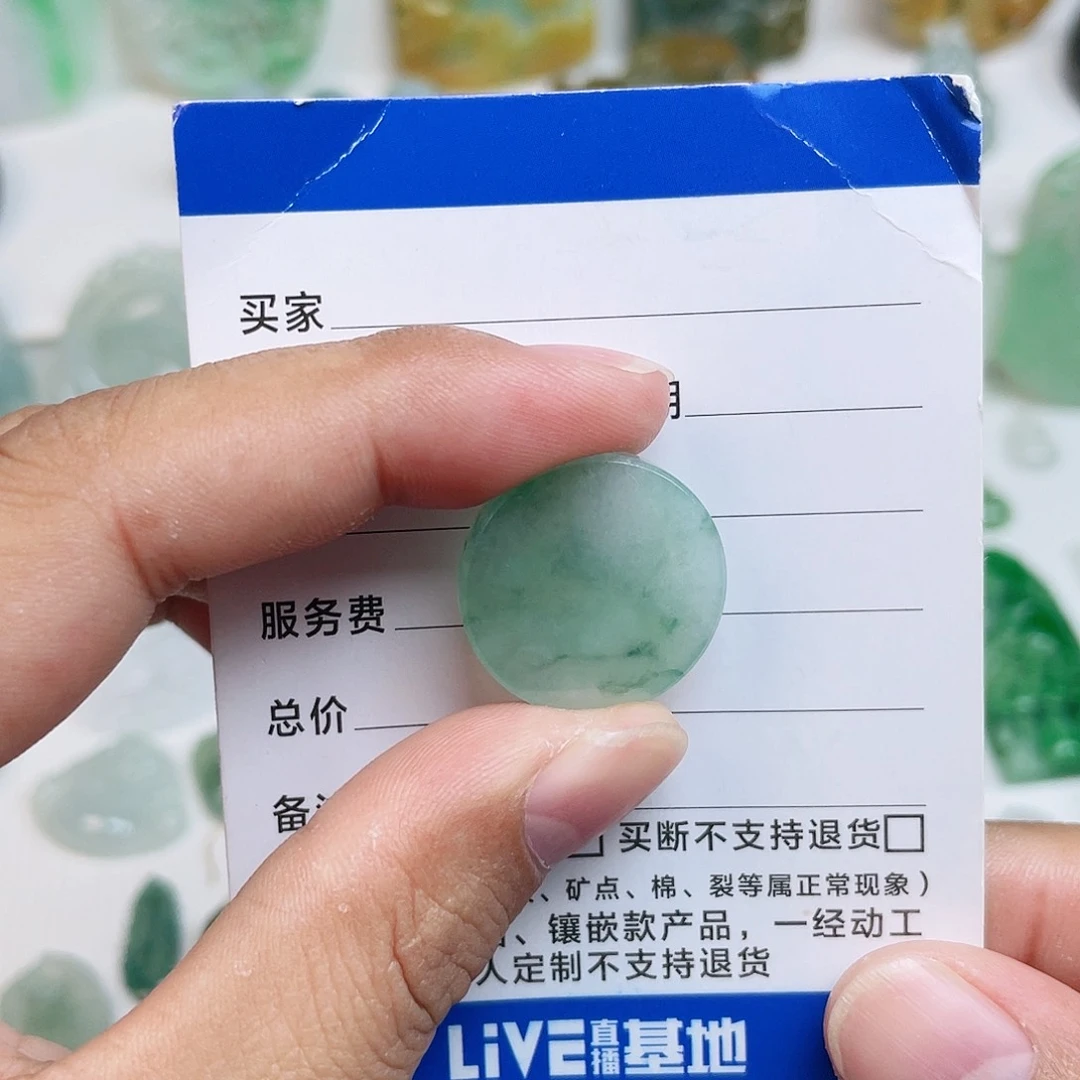 买家
期
服务费
总价
备
买断不支持退货
、矿点、棉、裂等属正常现象）
、镶嵌款产品，一经动工
人定制不支持退货
LiVE直播基地